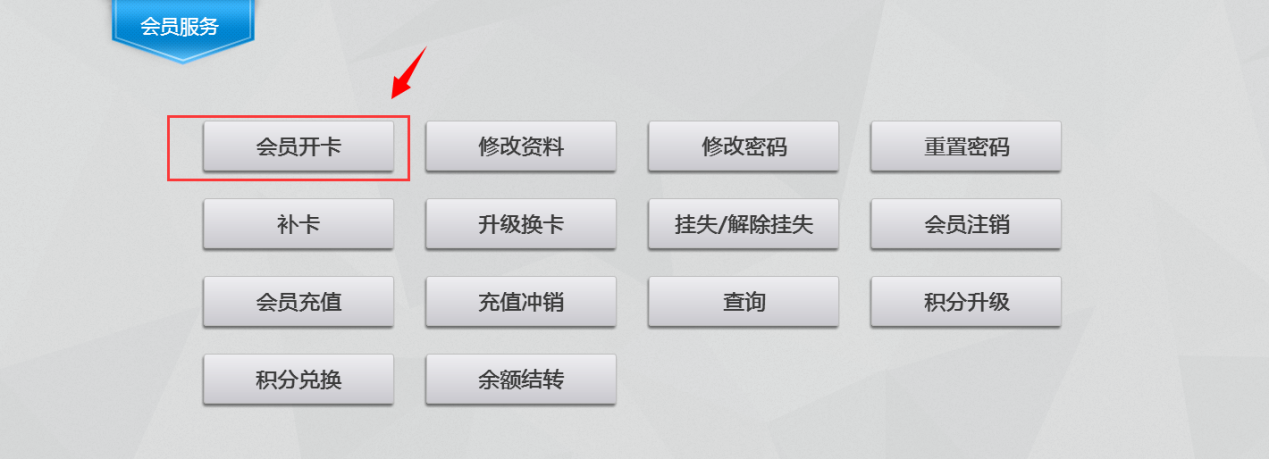 会员服务
会员开卡 修改资料 修改密码 重置密码
补卡 升级换卡 挂失/解除挂失 会员注销
会员充值 充值冲销 查询 积分升级
积分兑换 余额结转